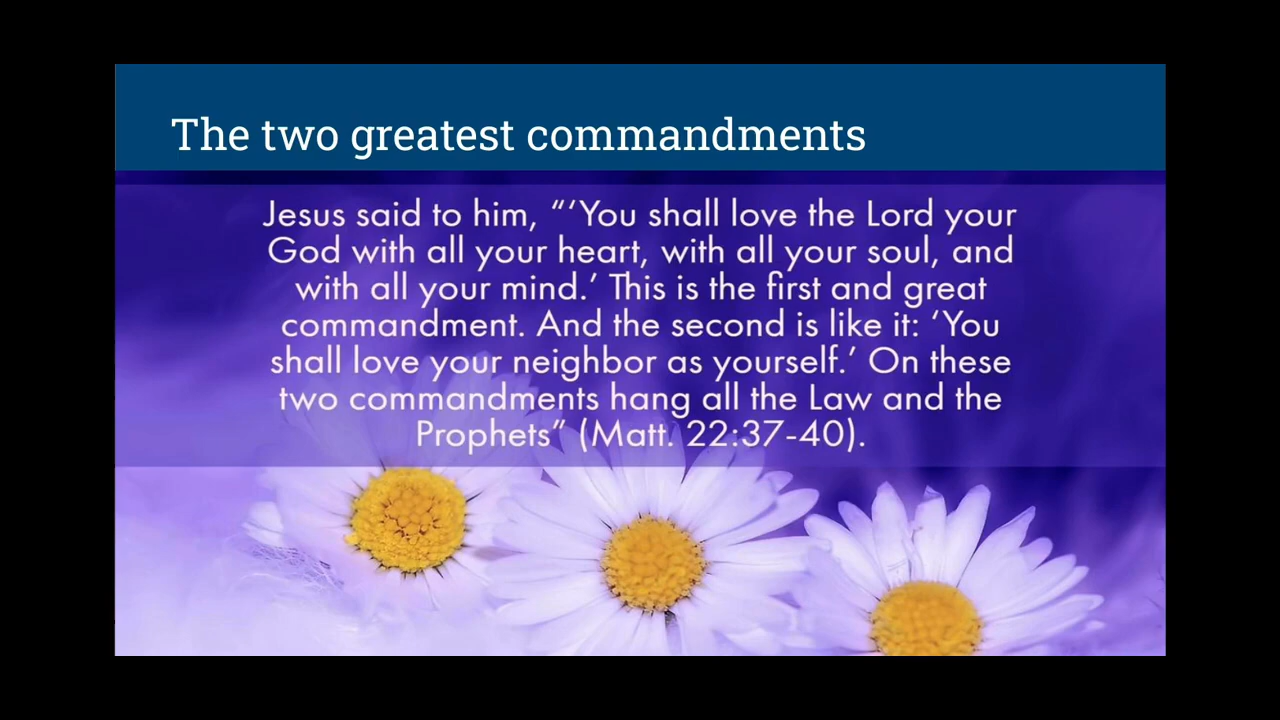 The two greatest commandments
Jesus said to him, “‘You shall love the Lord your
God with all your heart, with all your soul, and
with all your mind.’ This is the first and great
commandment. And the second is like it: ‘You
shall love your neighbor as yourself.’ On these
two commandments hang all the Law and the
Prophets” (Matt. 22:37-40).